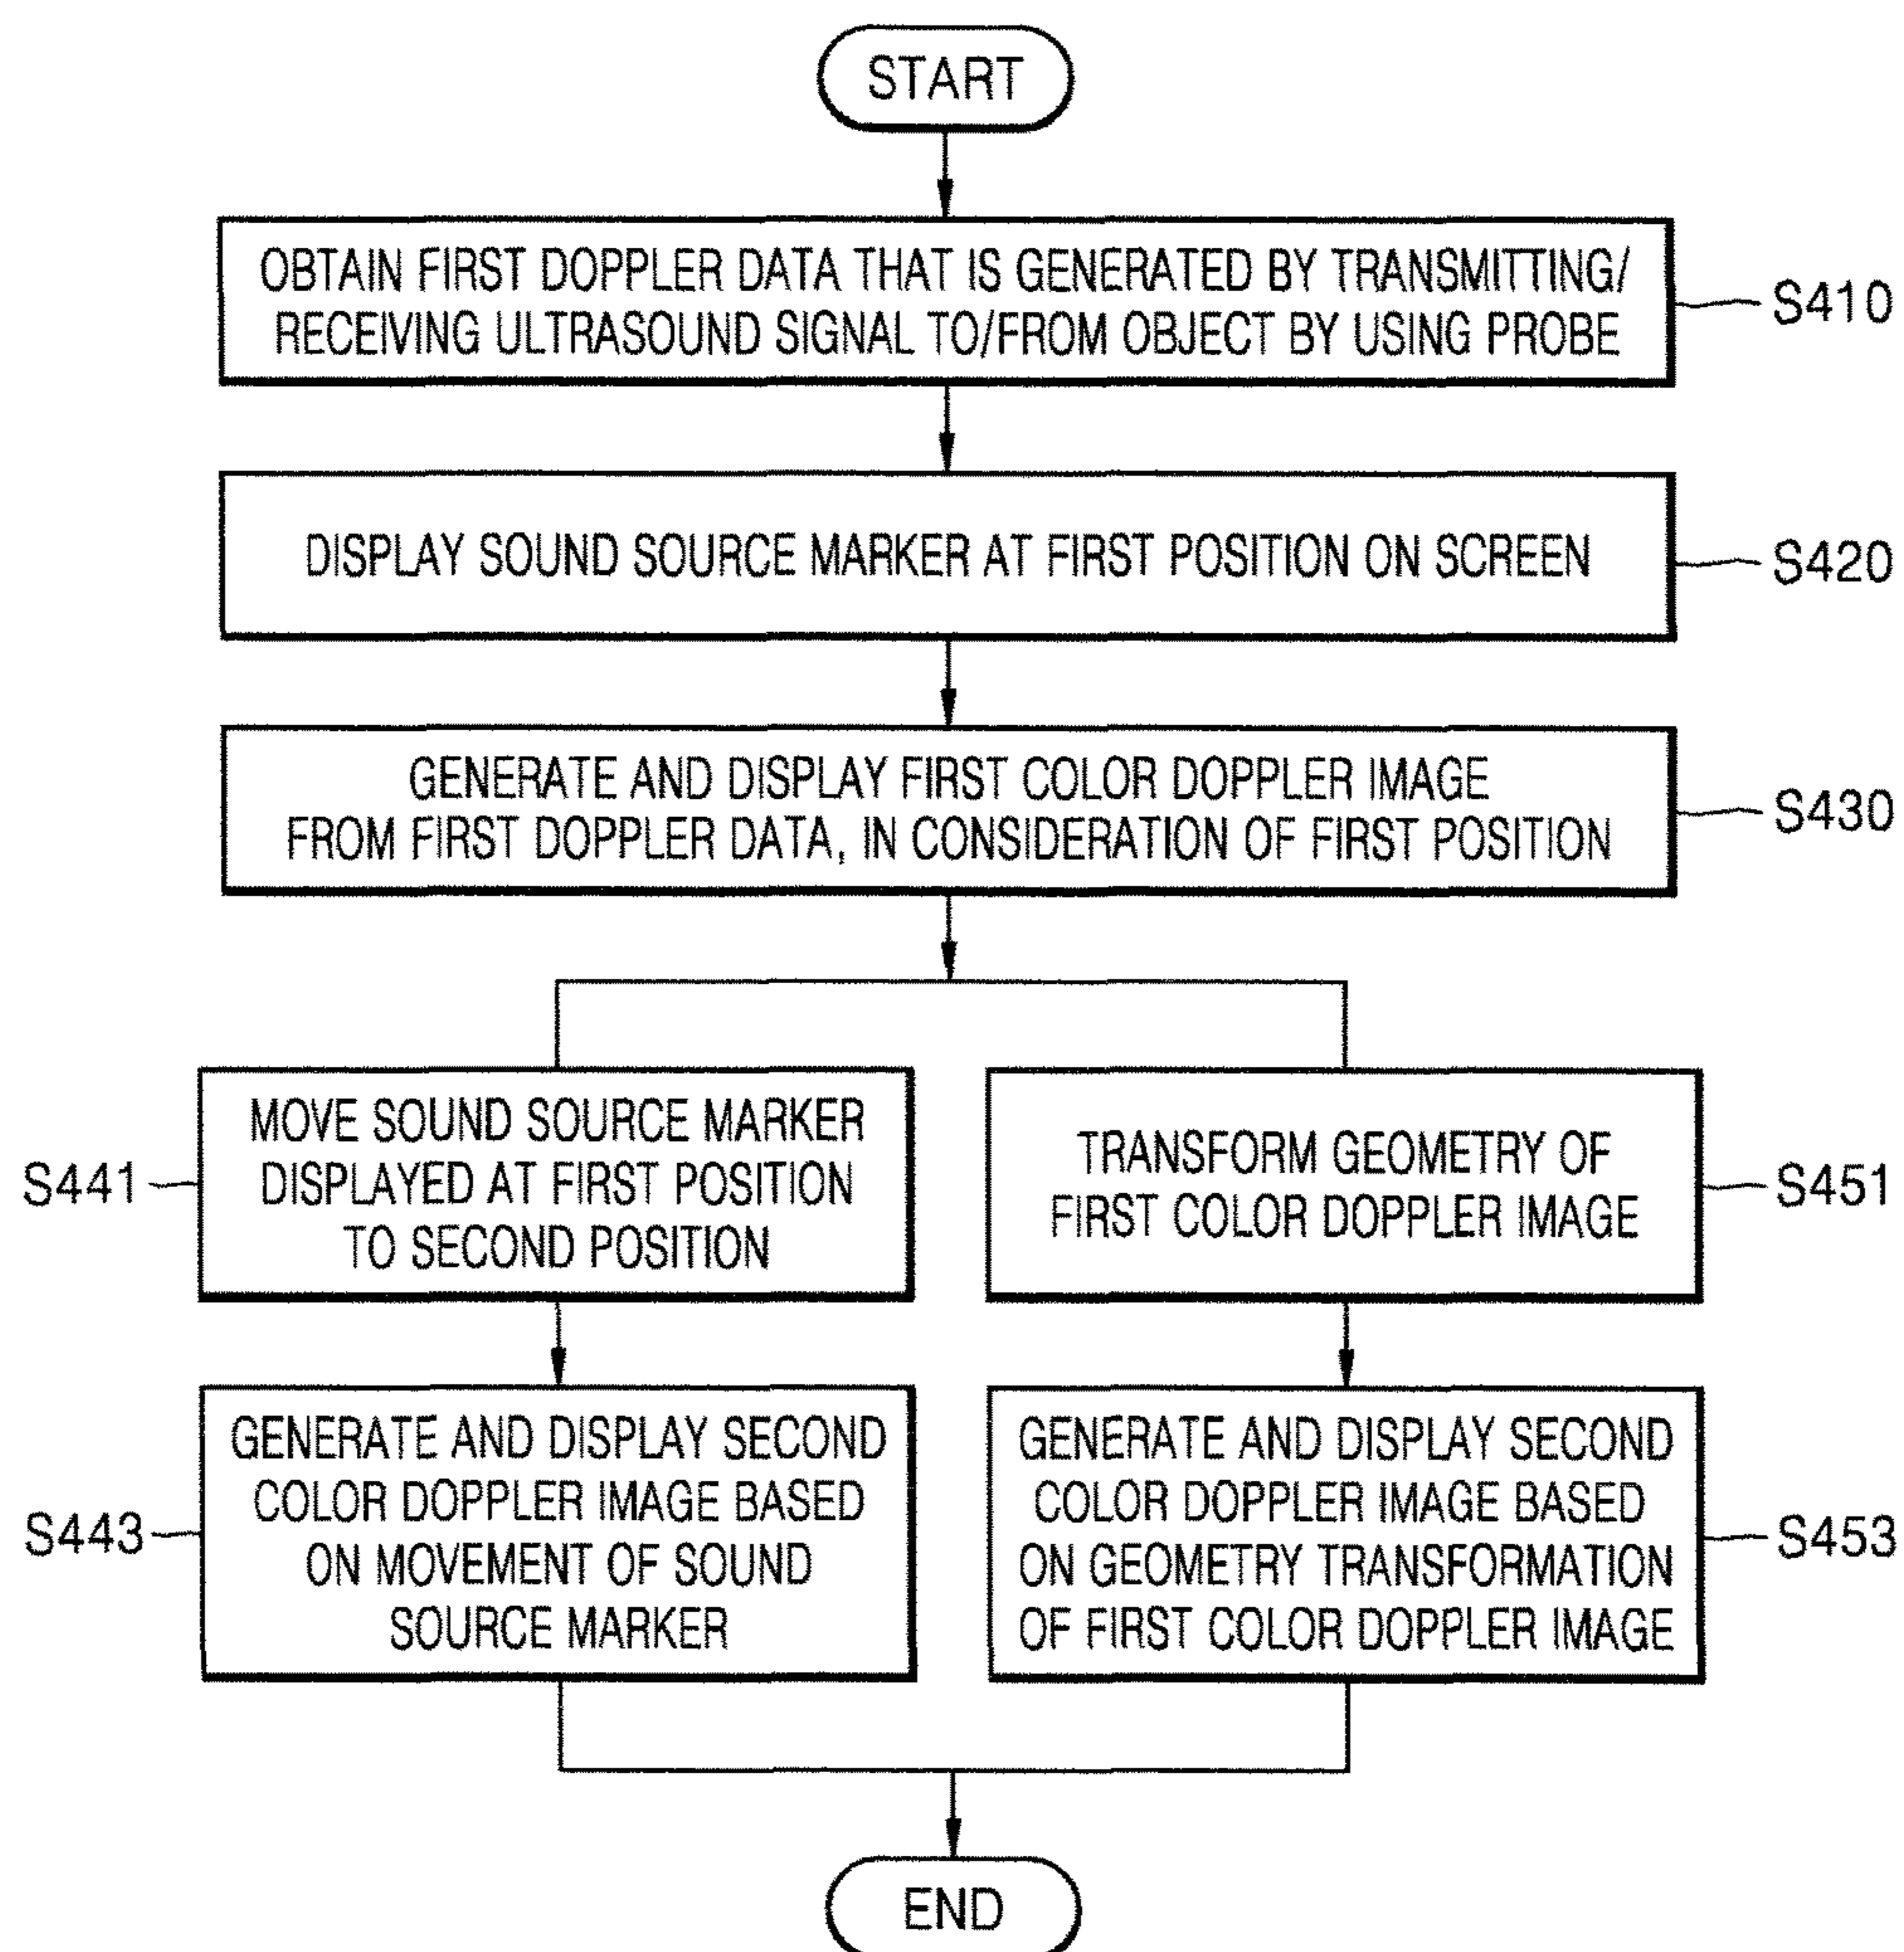 START
OBTAIN FIRST DOPPLER DATA THAT IS GENERATED BY TRANSMITTING/
RECEIVING ULTRASOUND SIGNAL TO/FROM OBJECT BY USING PROBE
S410
DISPLAY SOUND SOURCE MARKER AT FIRST POSITION ON SCREEN
S420
GENERATE AND DISPLAY FIRST COLOR DOPPLER IMAGE
FROM FIRST DOPPLER DATA, IN CONSIDERATION OF FIRST POSITION
S430
S441
MOVE SOUND SOURCE MARKER
DISPLAYED AT FIRST POSITION
TO SECOND POSITION
TRANSFORM GEOMETRY OF
FIRST COLOR DOPPLER IMAGE
S451
S443
GENERATE AND DISPLAY SECOND
COLOR DOPPLER IMAGE BASED
ON MOVEMENT OF SOUND
SOURCE MARKER
GENERATE AND DISPLAY SECOND
COLOR DOPPLER IMAGE BASED
ON GEOMETRY TRANSFORMATION
OF FIRST COLOR DOPPLER IMAGE
S453
END